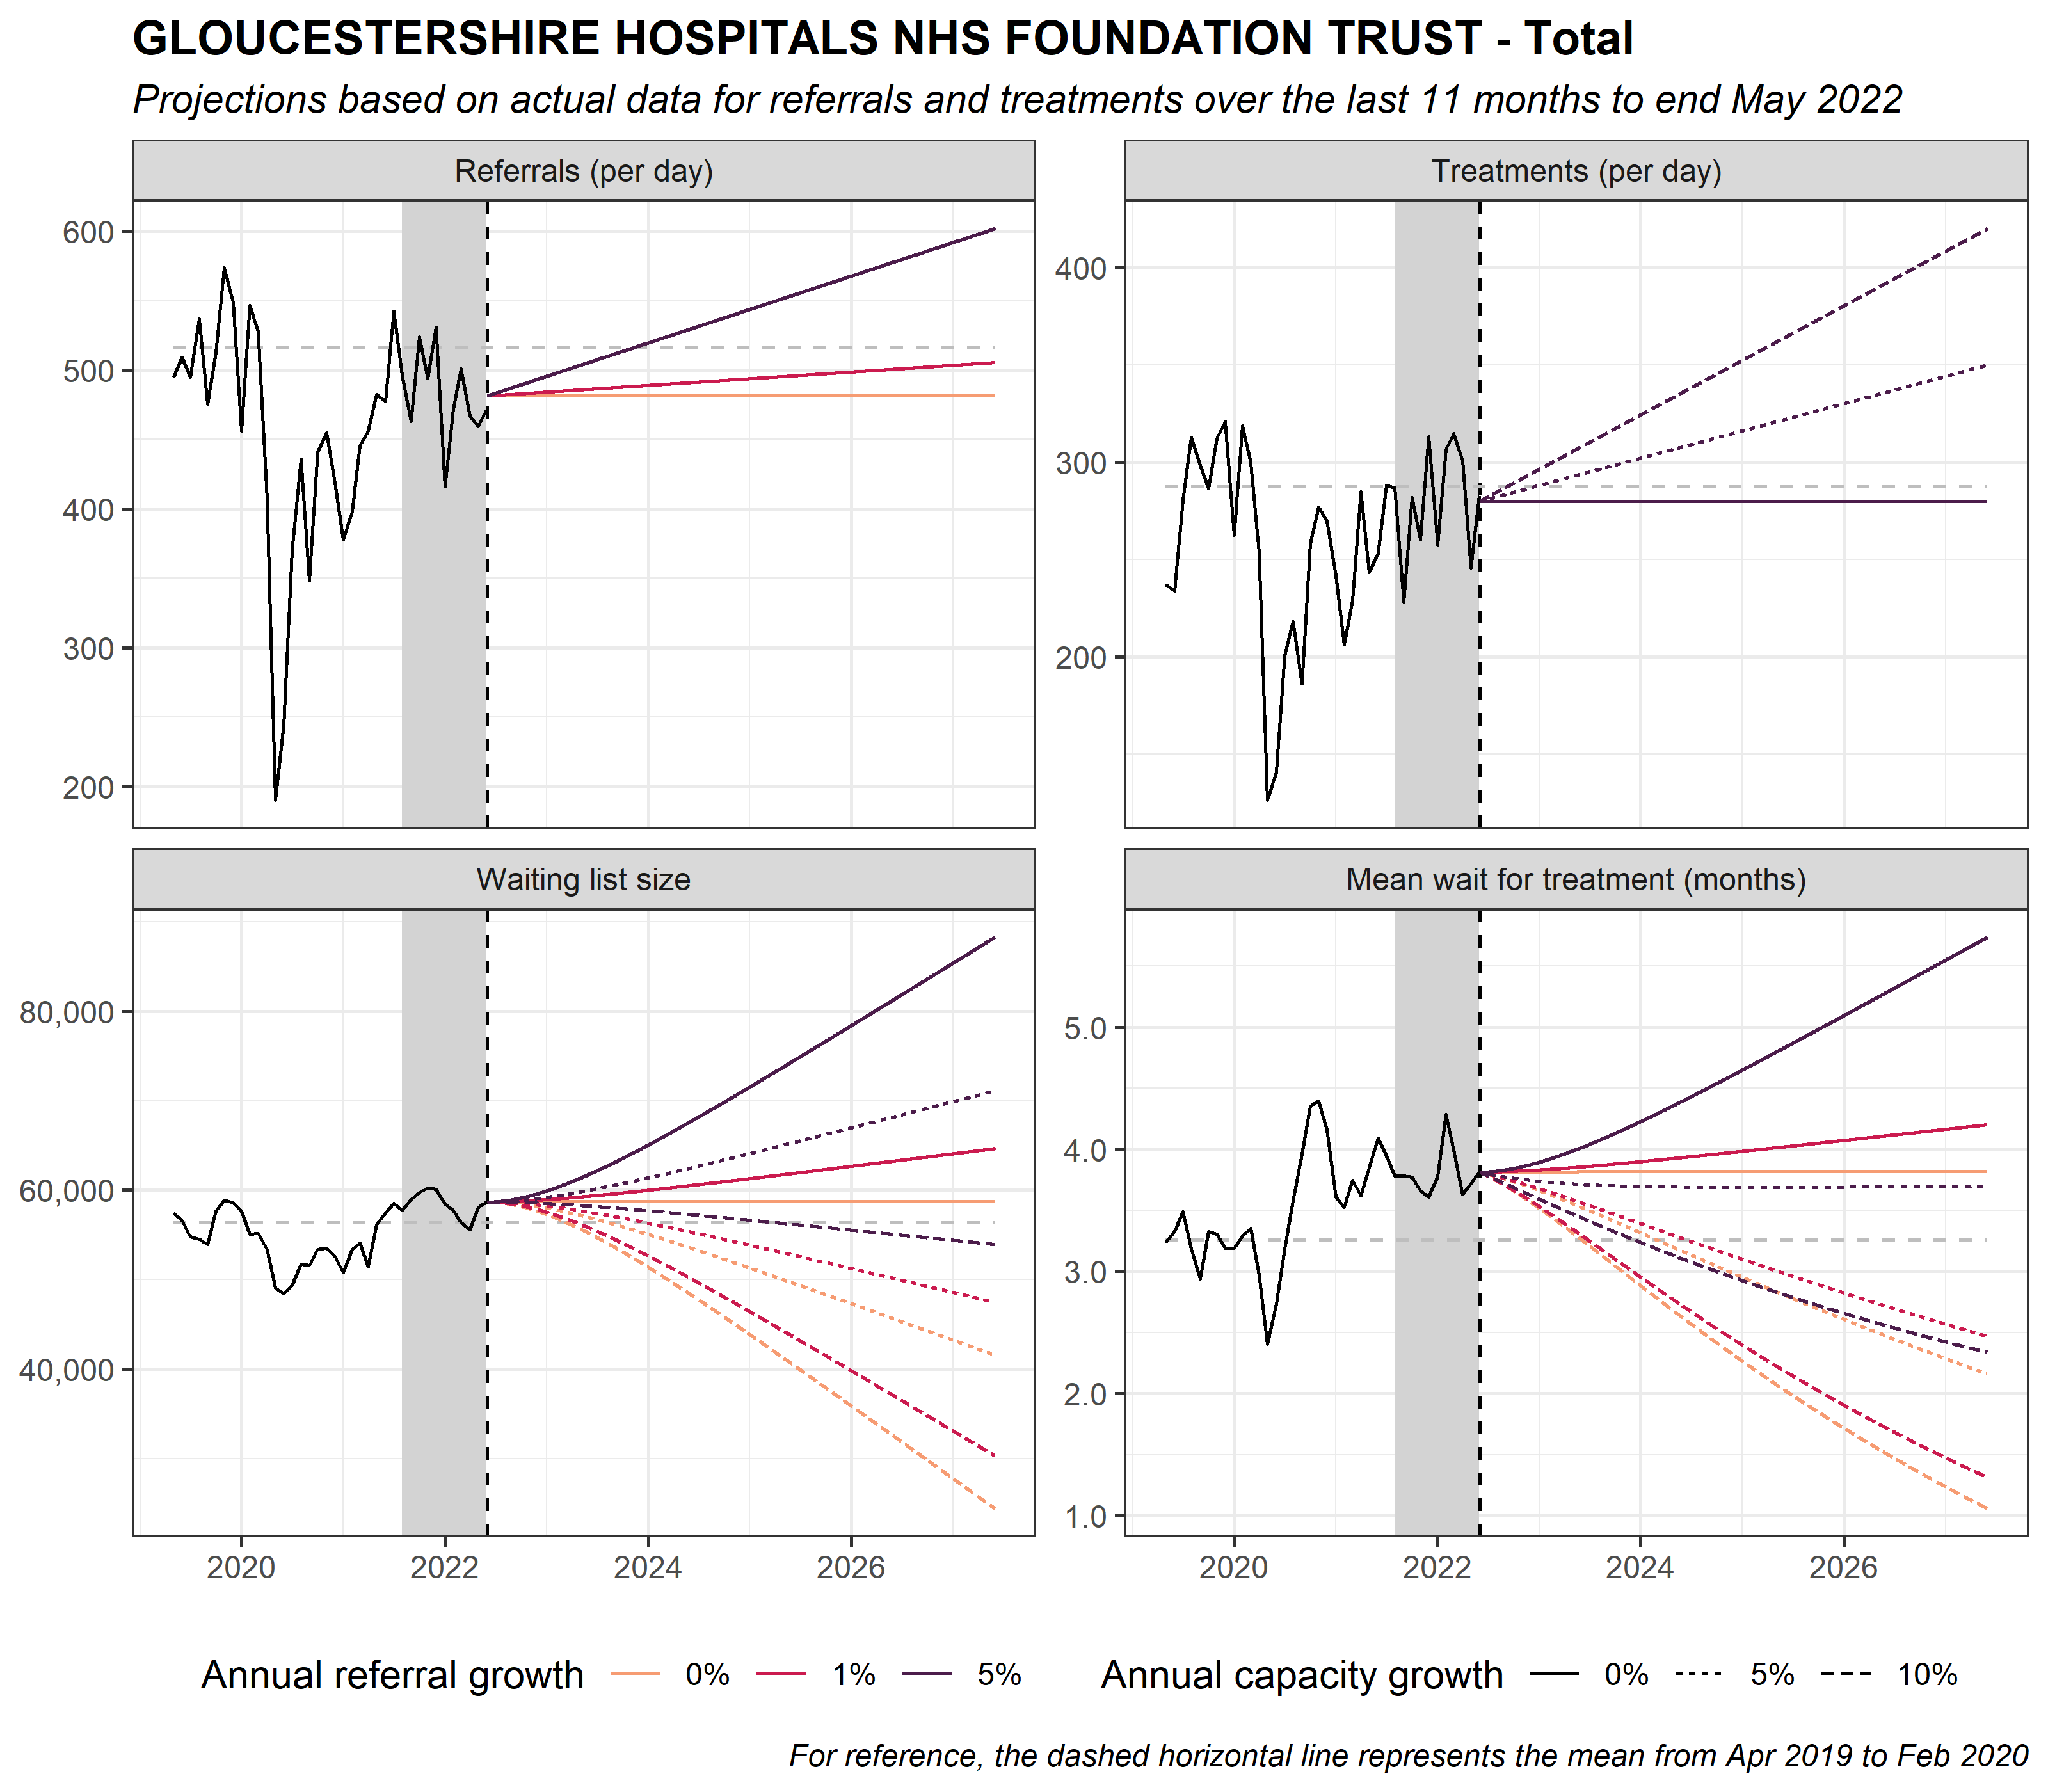 GLOUCESTERSHIRE HOSPITALS NHS FOUNDATION TRUST - Total
Projections based on actual data for referrals and treatments over the last 11 months to end May 2022
Referrals (per day)
600
500
400
300
200
Treatments (per day)
400
300
200
Waiting list size
80,000
60,000
40,000
2020 2022 2024 2026
Mean wait for treatment (months)
5.0
4.0
3.0
2.0
1.0
2020 2022 2024 2026
Annual referral growth 0% 1% 5% Annual capacity growth 0% 5% 10%
For reference, the dashed horizontal line represents the mean from Apr 2019 to Feb 2020